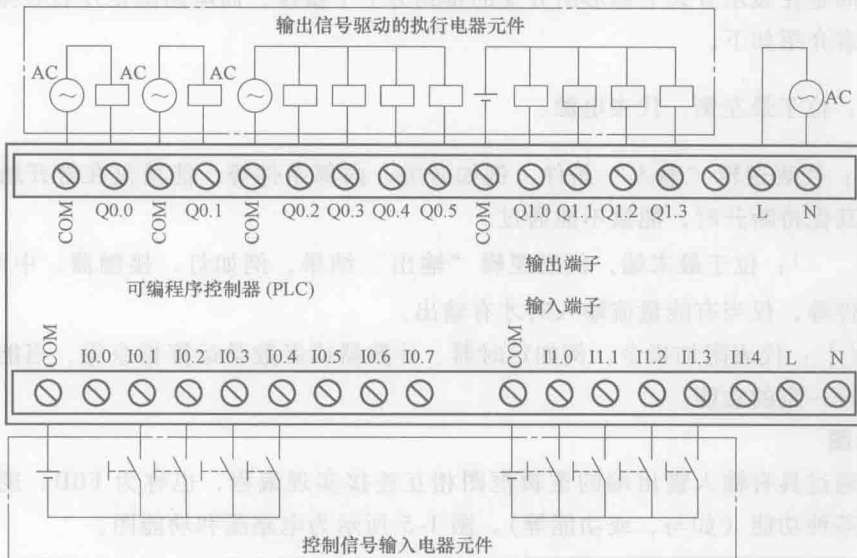 输出信号驱动的执行电器元件
AC AC AC AC
COM Q0.0 COM Q0.1 COM Q0.2 Q0.3 Q0.4 Q0.5 COM Q1.0 Q1.1 Q1.2 Q1.3 L N
输出端子
可编程序控制器 (PLC)
输入端子
COM I0.0 I0.1 I0.2 I0.3 I0.4 I0.5 I0.6 I0.7 COM I1.0 I1.1 I1.2 I1.3 I1.4 L N
控制信号输入电器元件